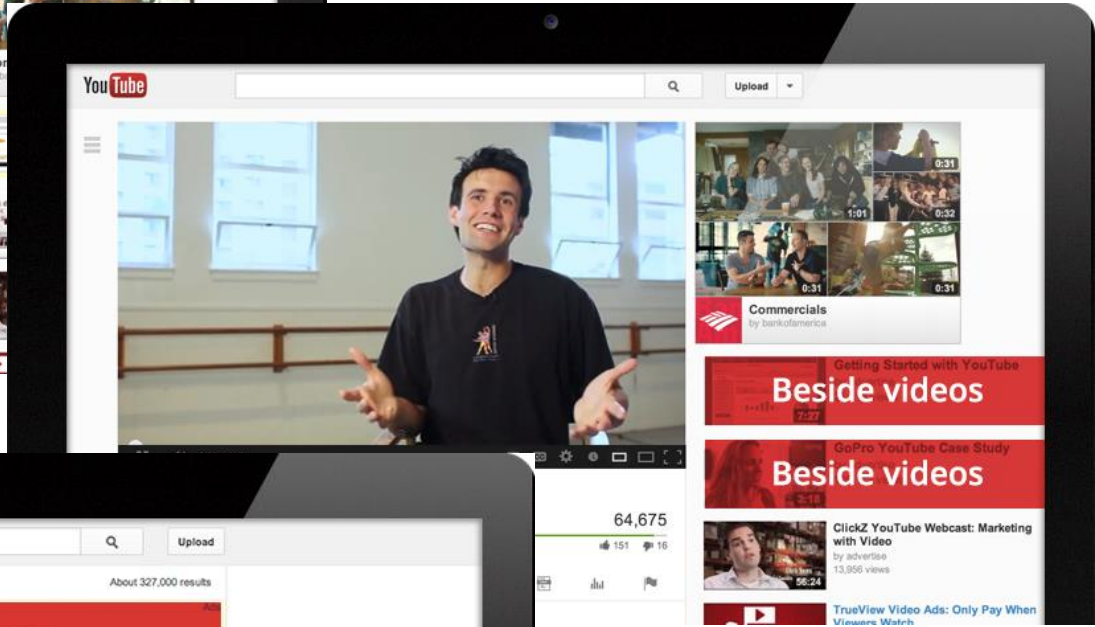 YouTube
Upload
1:01
0:31
0:32
0:31
0:31
Commercials
by bankofamerica
Getting Started with YouTube
Beside videos
7:27
GoPro YouTube Case Study
Beside videos
3:18
64,675
151
16
ClickZ YouTube Webcast: Marketing
with Video
by advertise
13,956 views
56:24
TrueView Video Ads: Only Pay When
Viewers Watch
Upload
About 327,000 results
Ads